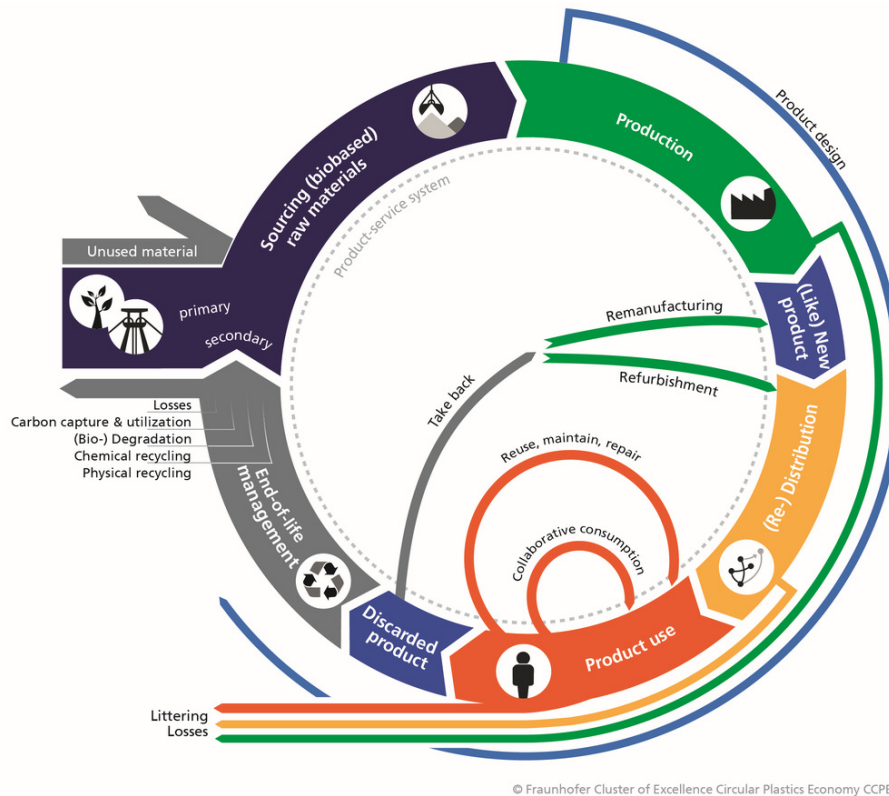 Product design
Production
Sourcing (biobased)
raw materials
Product-service system
Unused material
primary
secondary
(Like) New
product
Remanufacturing
Refurbishment
Take back
Losses
Carbon capture & utilization
(Bio-) Degradation
Chemical recycling
Physical recycling
End-of-life
management
Reuse, maintain, repair
Collaborative consumption
(Re-) Distribution
Discarded
product
Product use
Littering
Losses
© Fraunhofer Cluster of Excellence Circular Plastics Economy CCPE